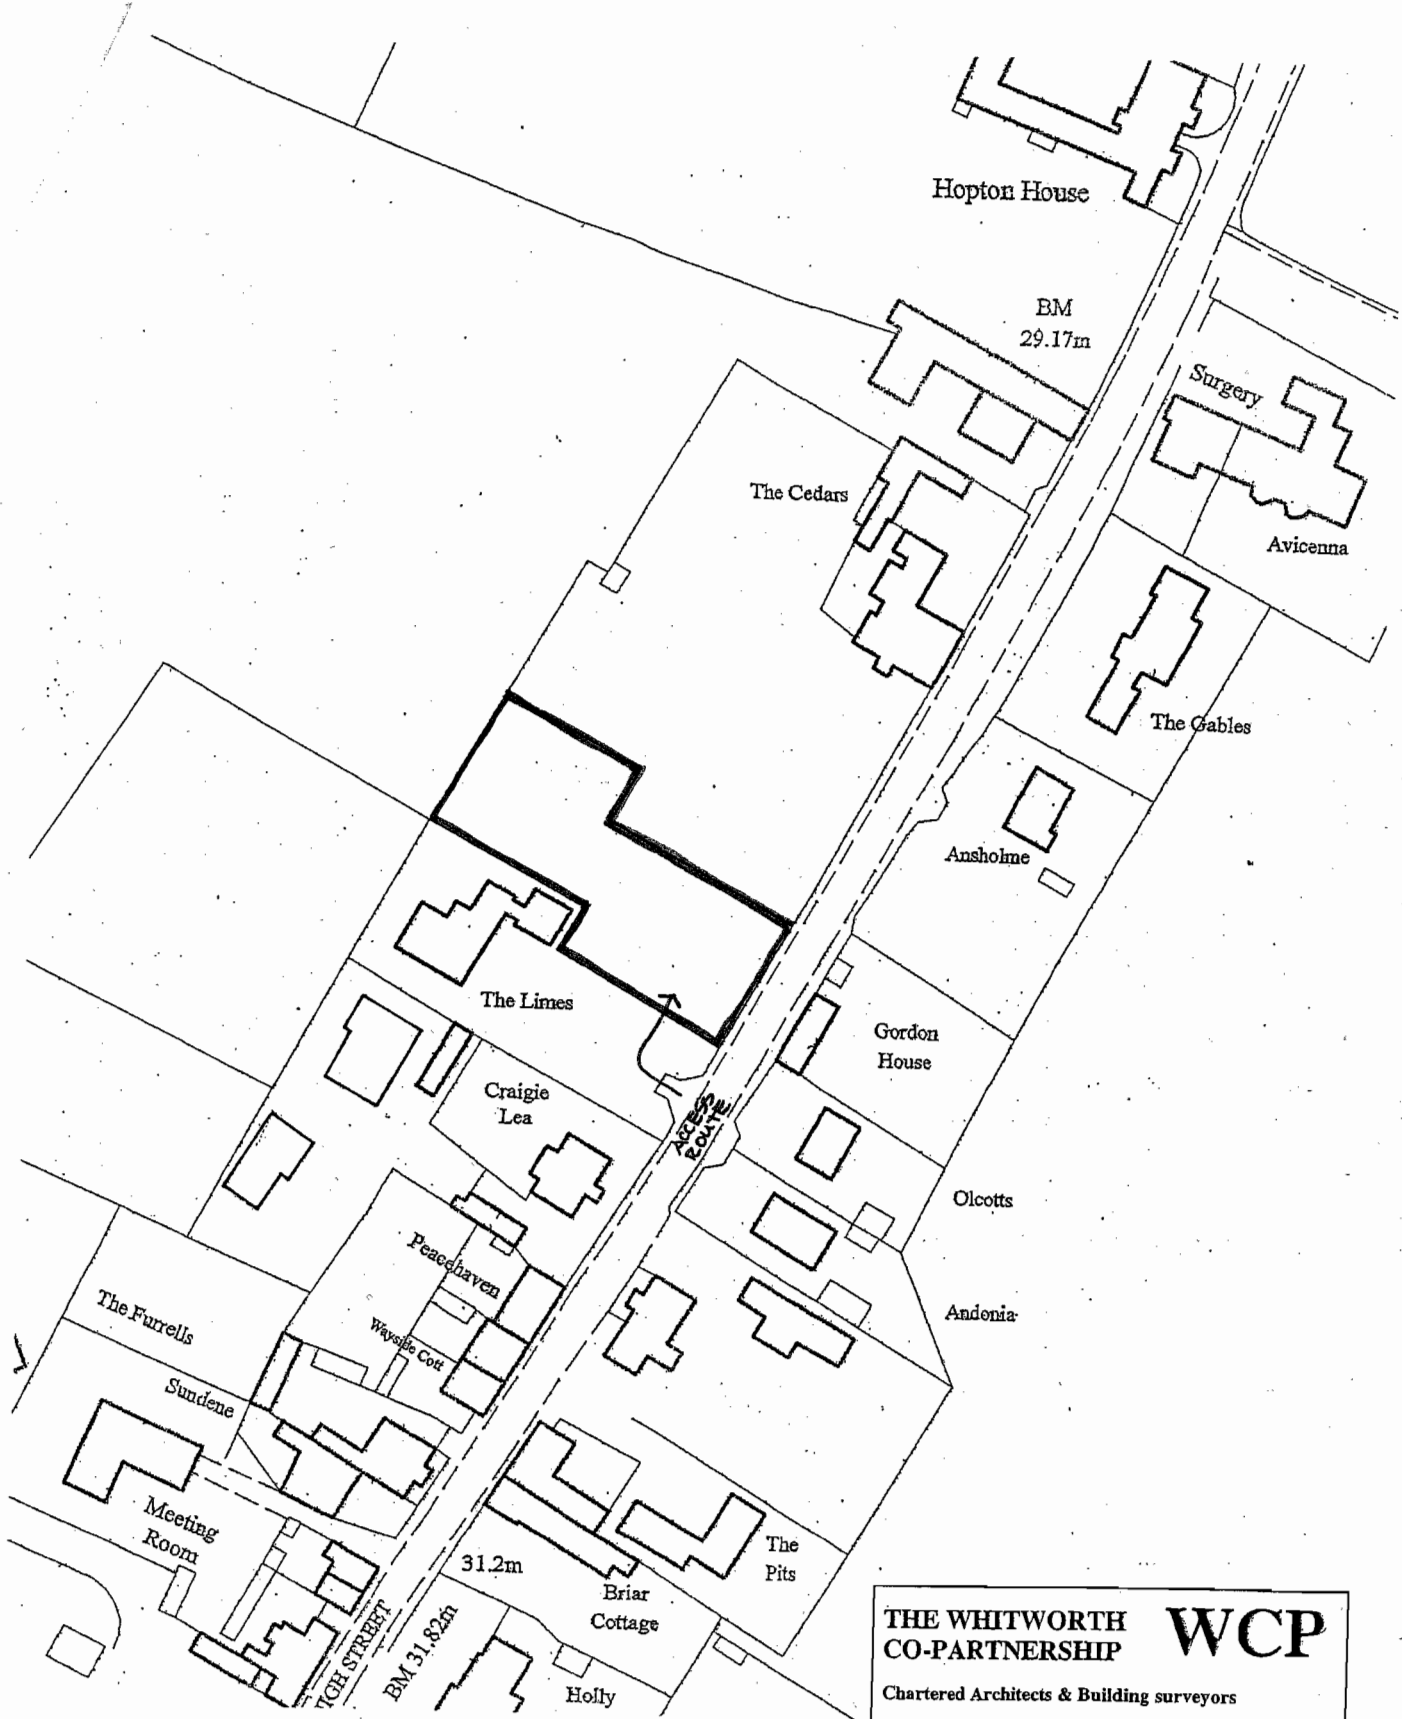 Hopton House
BM
29.17m
Surgery
The Cedars
Avicenna
The Gables
Ansholme
The Limes
Gordon
House
Craigie
Lea
ACCESS
ROUTE
Olcotts
Peacehaven
Andonia
The Furrells
Wayside Cott
Sundene
Meeting
Room
The
Pits
31.2m
Briar
Cottage
IGH STREET
BM 31.82m
Holly
THE WHITWORTH
CO-PARTNERSHIP
WCP
Chartered Architects & Building surveyors